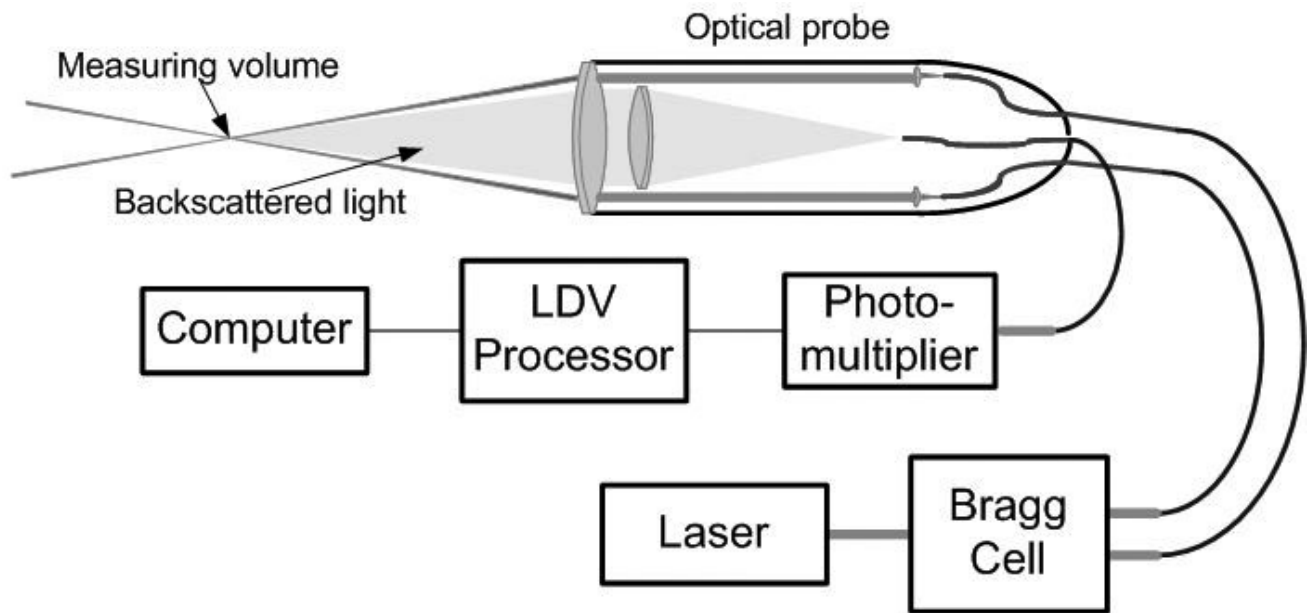 Optical probe
Measuring volume
Backscattered light
Computer
LDV
Processor
Photo-
multiplier
Laser
Bragg
Cell